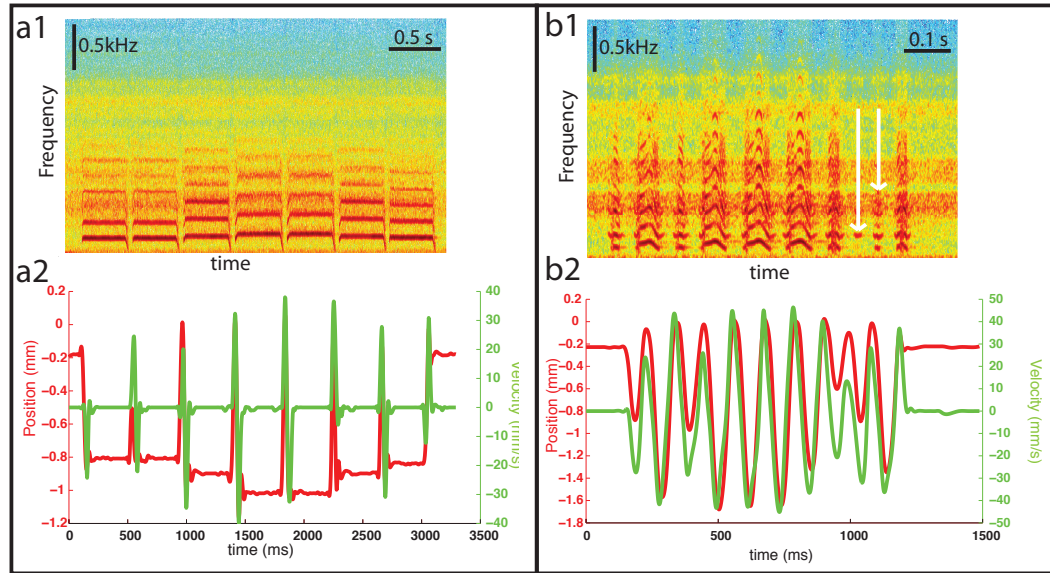 a1
0.5kHz
0.5 s
Frequency
time
a2
0.2
0
−0.2
−0.4
−0.6
−0.8
−1
−1.2
Position (mm)
0
500
1000
1500
2000
2500
3000
3500
time (ms)
40
30
20
10
0
−10
−20
−30
−40
Velocity (mm/s)
b1
0.5kHz
0.1 s
Frequency
time
b2
0.2
0
−0.2
−0.4
−0.6
−0.8
−1
−1.2
−1.4
−1.6
−1.8
Position (mm)
0
500
1000
1500
time (ms)
50
40
30
20
10
0
−10
−20
−30
−40
−50
Velocity (mm/s)